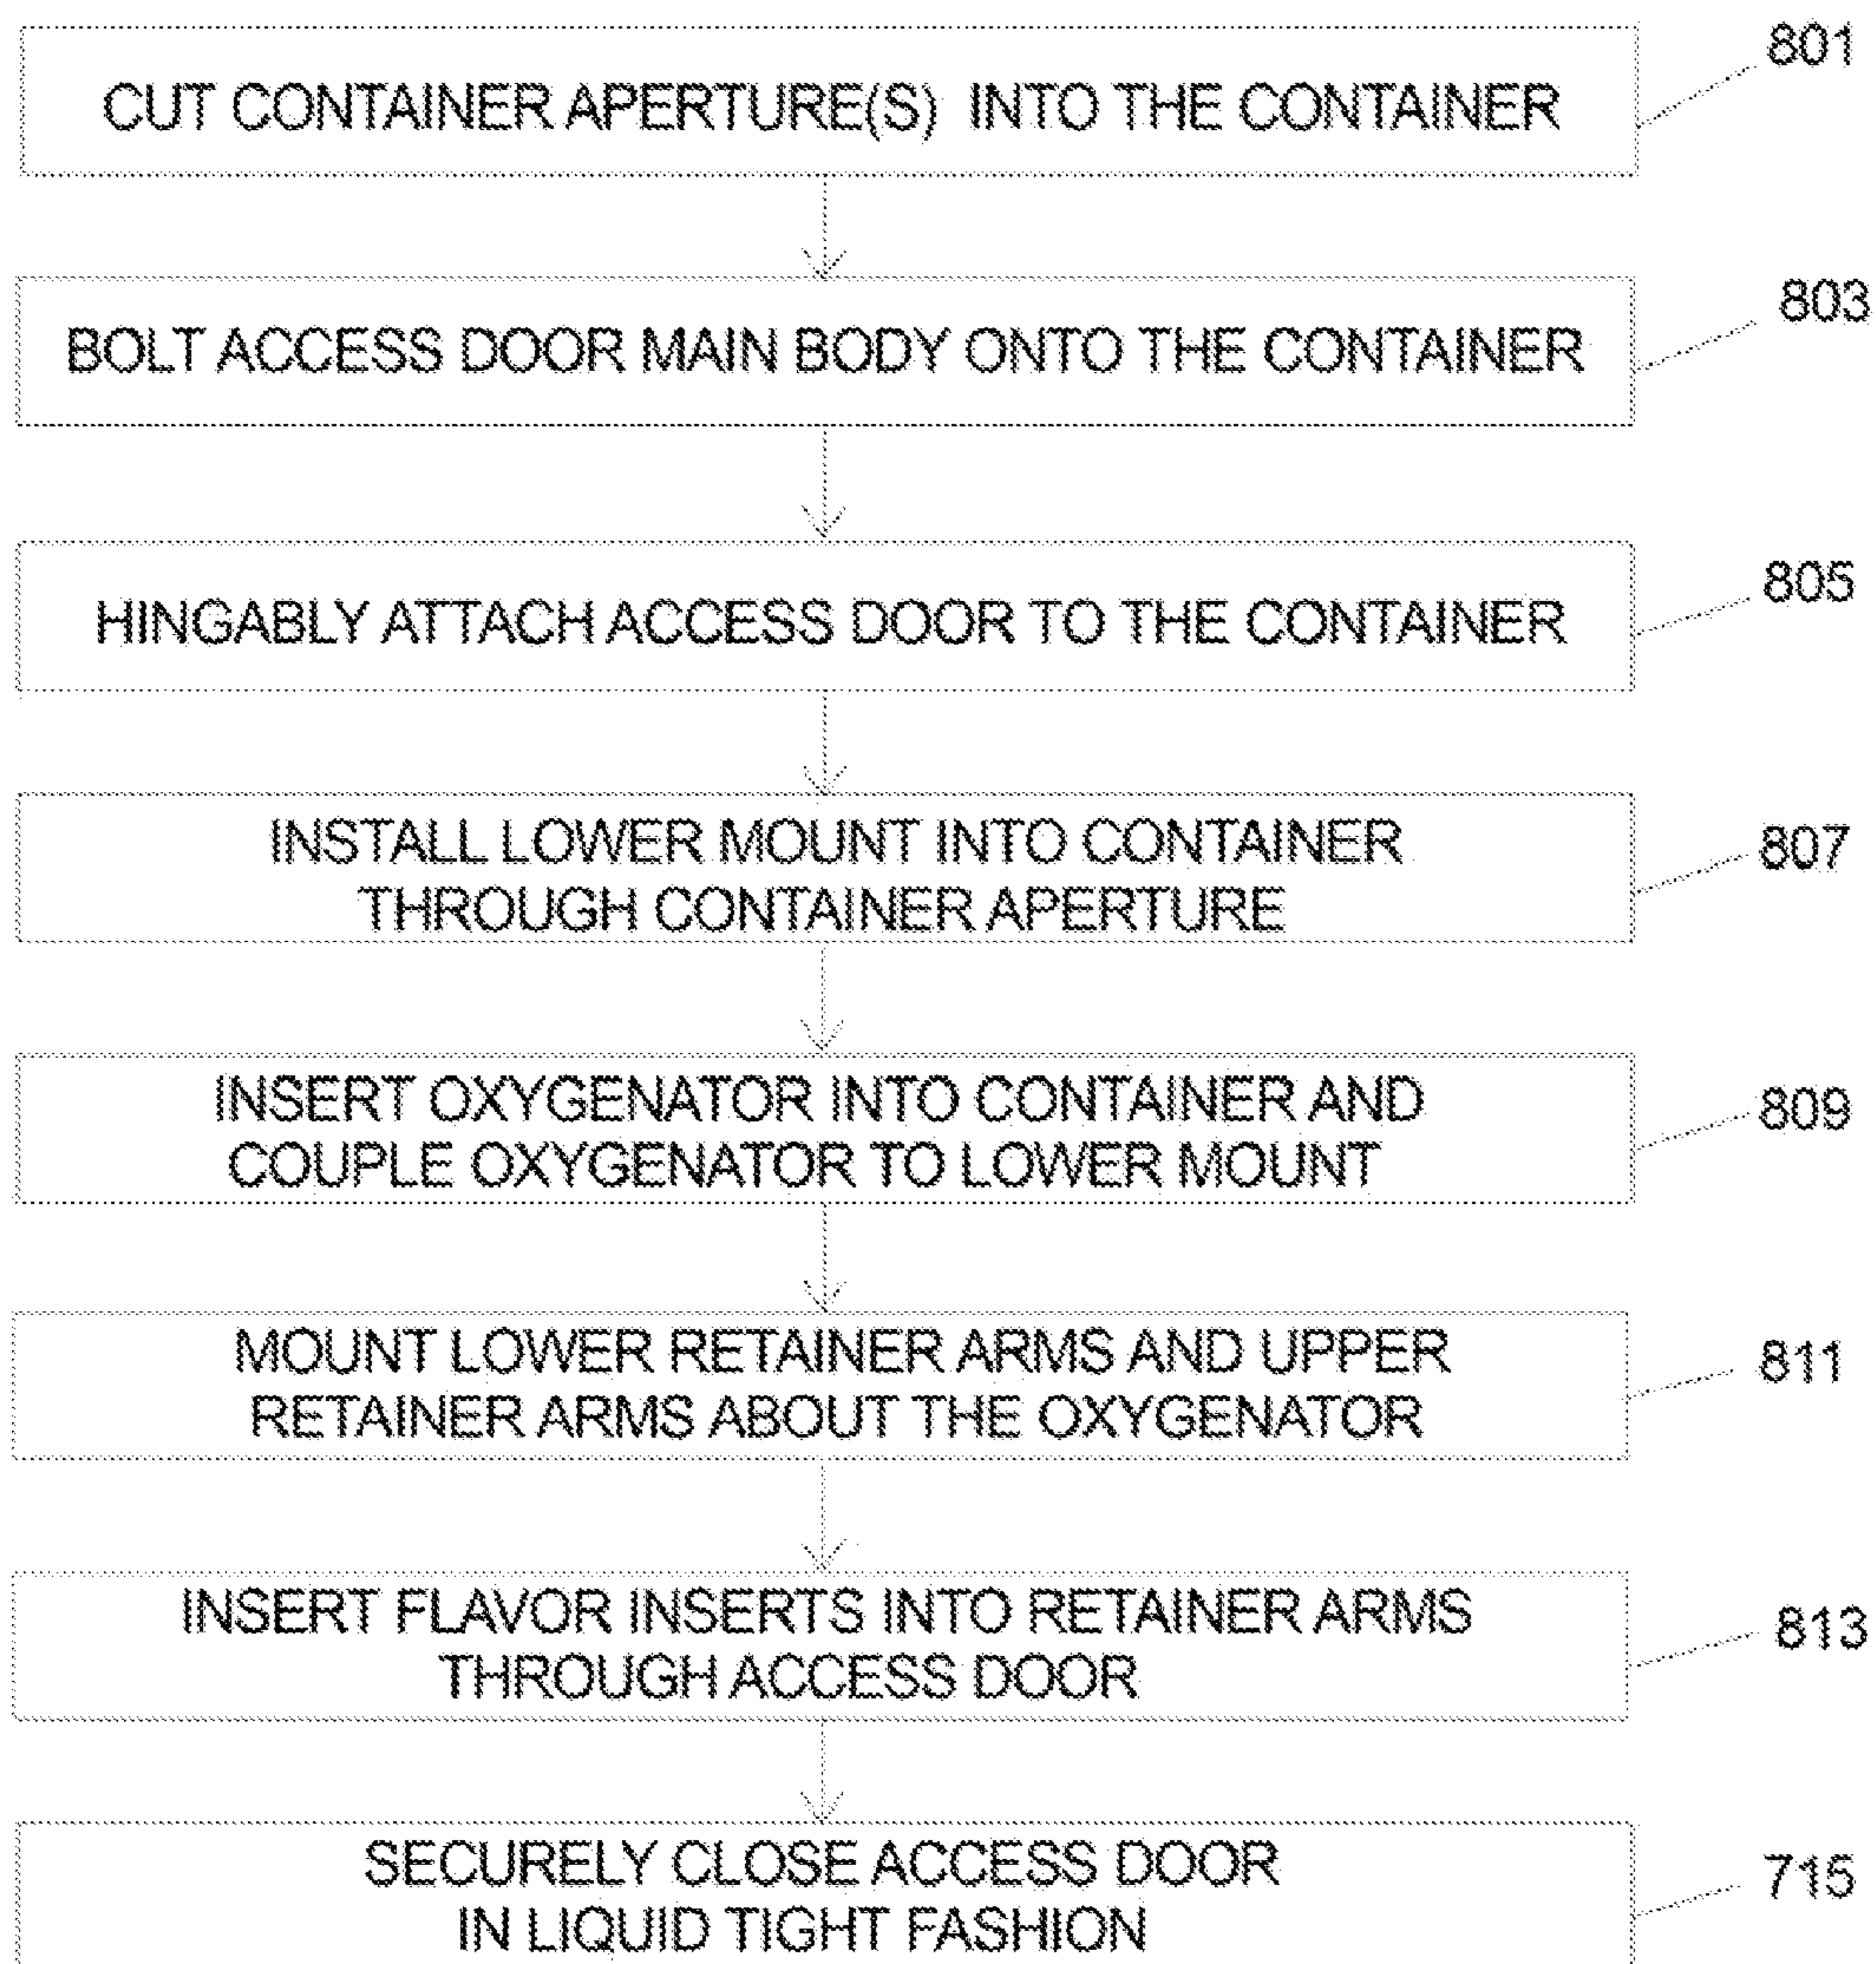 CUT CONTAINER APERTURE(S) INTO THE CONTAINER
801
BOLT ACCESS DOOR MAIN BODY ONTO THE CONTAINER
803
HINGABLY ATTACH ACCESS DOOR TO THE CONTAINER
805
INSTALL LOWER MOUNT INTO CONTAINER
THROUGH CONTAINER APERTURE
807
INSERT OXYGENATOR INTO CONTAINER AND
COUPLE OXYGENATOR TO LOWER MOUNT
809
MOUNT LOWER RETAINER ARMS AND UPPER
RETAINER ARMS ABOUT THE OXYGENATOR
811
INSERT FLAVOR INSERTS INTO RETAINER ARMS
THROUGH ACCESS DOOR
813
SECURELY CLOSE ACCESS DOOR
IN LIQUID TIGHT FASHION
715